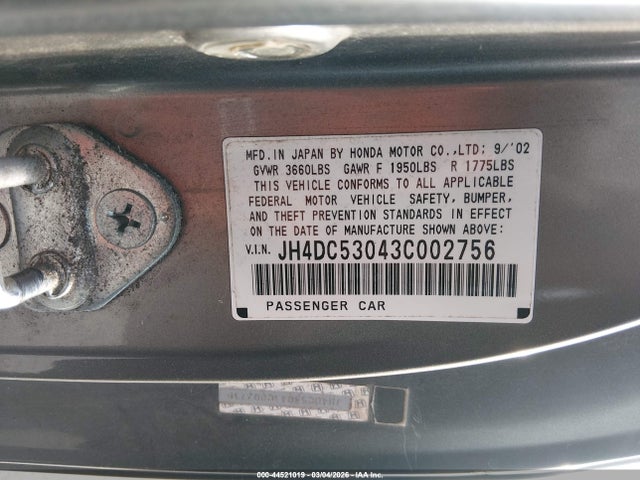 MFD.IN JAPAN BY HONDA MOTOR CO.,LTD: 9/'02
GVWR 3660LBS GAWR F 1950LBS R 1775LBS
THIS VEHICLE CONFORMS TO ALL APPLICABLE
FEDERAL MOTOR VEHICLE SAFETY, BUMPER,
AND THEFT PREVENTION STANDARDS IN EFFECT
ON THE DATE OF MANUFACTURE SHOWN ABOVE:
V.I.N. JH4DC53043C002756
PASSENGER CAR
000-44521019 - 03/04/2026 - IAAI, Inc.